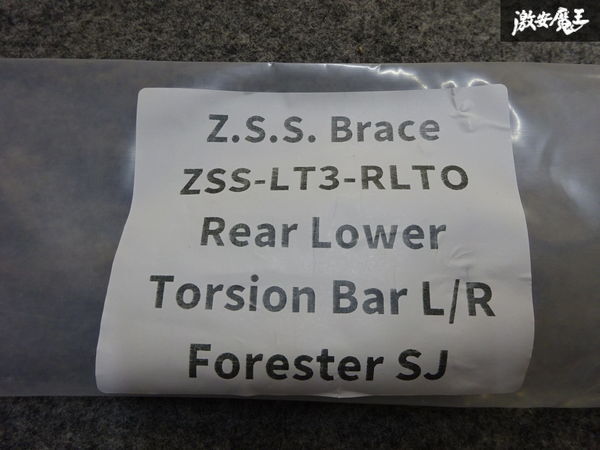 激安魔王
Z.S.S. Brace
ZSS-LT3-RLTO
Rear Lower
Torsion Bar L/R
Forester SJ